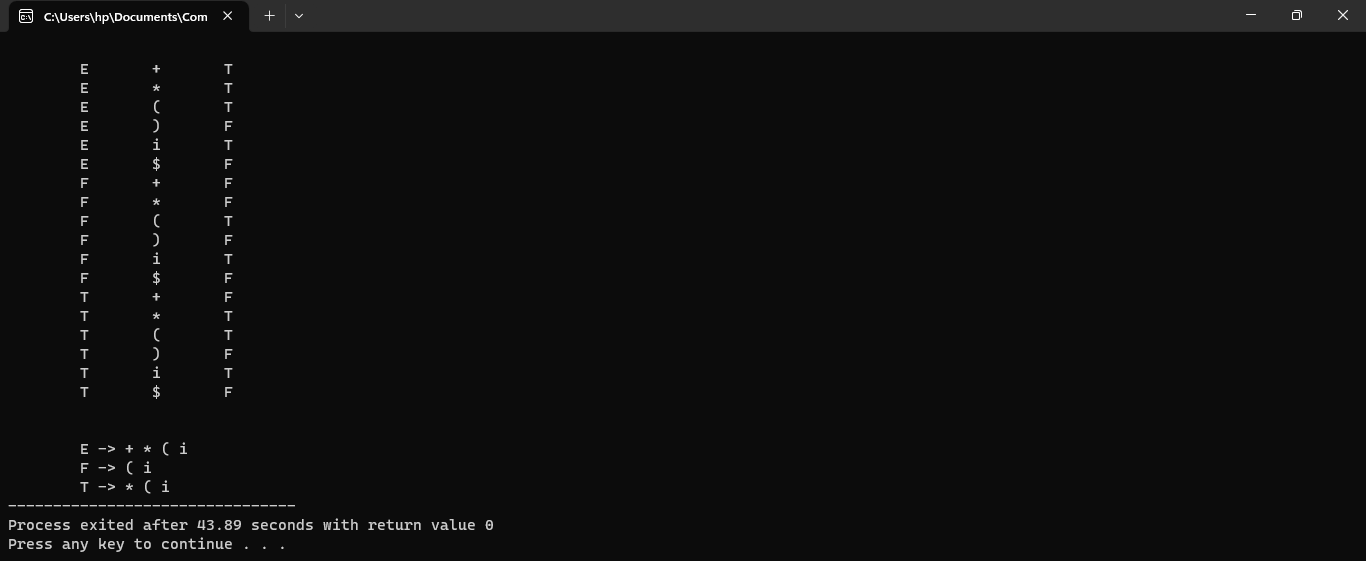 C:\Users\hp\Documents\Com
E + T
E * T
E ( T
E ) F
E i T
E $ F
F + F
F * F
F ( T
F ) F
F i T
F $ F
T + F
T * T
T ( T
T ) F
T i T
T $ F
E -> + * ( i
F -> ( i
T -> * ( i
--------------------------------
Process exited after 43.89 seconds with return value 0
Press any key to continue . . .